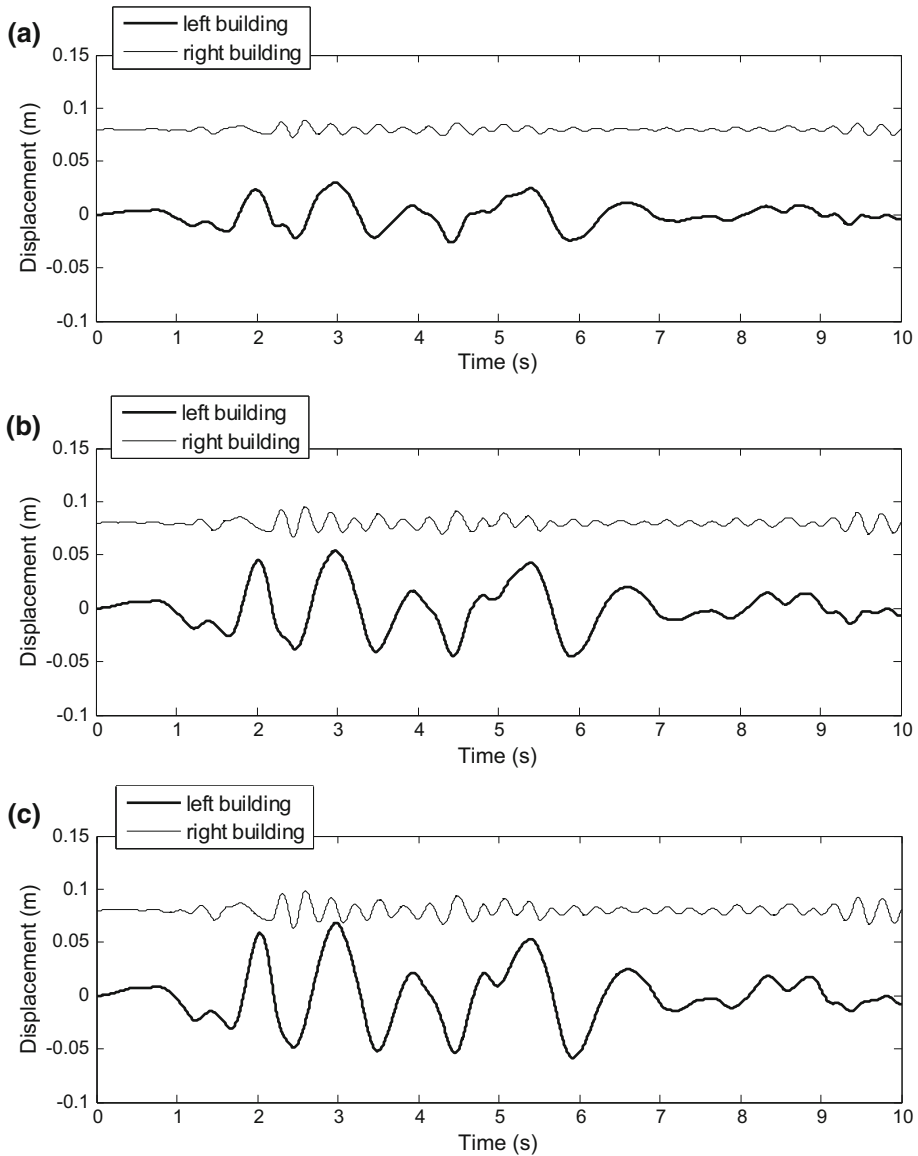 (a)
left building
right building
0.15
0.1
0.05
0
-0.05
-0.1
Displacement (m)
0 1 2 3 4 5 6 7 8 9 10
Time (s)
(b)
left building
right building
0.15
0.1
0.05
0
-0.05
-0.1
Displacement (m)
0 1 2 3 4 5 6 7 8 9 10
Time (s)
(c)
left building
right building
0.15
0.1
0.05
0
-0.05
-0.1
Displacement (m)
0 1 2 3 4 5 6 7 8 9 10
Time (s)